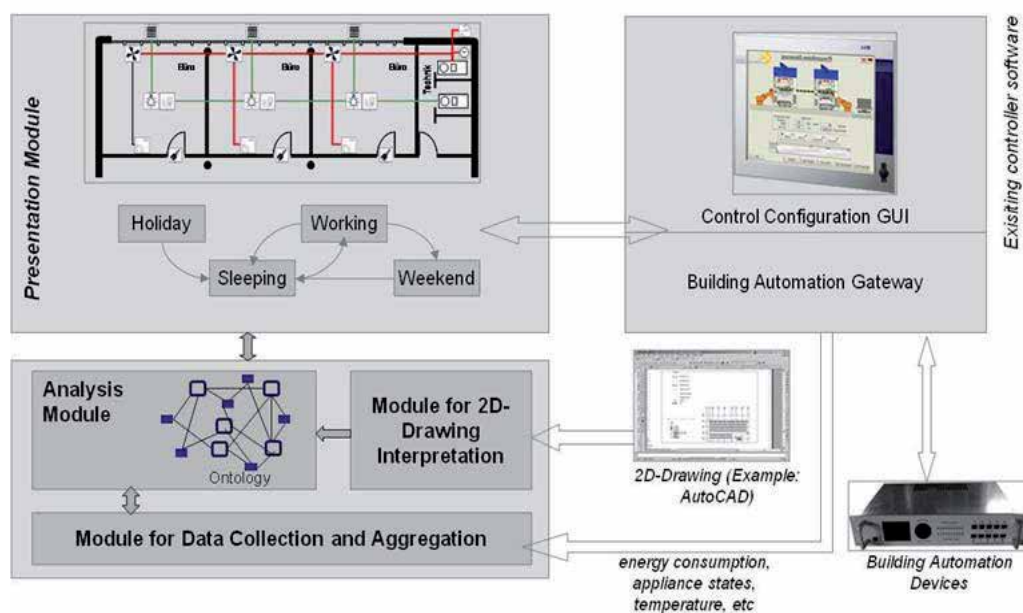 Presentation Module
Büro
Büro
Büro
Technik
Holiday
Working
Sleeping
Weekend
Control Configuration GUI
Building Automation Gateway
Exisiting controller software
Analysis
Module
Ontology
Module for 2D-
Drawing
Interpretation
2D-Drawing (Example:
AutoCAD)
Module for Data Collection and Aggregation
energy consumption,
appliance states,
temperature, etc
Building Automation
Devices